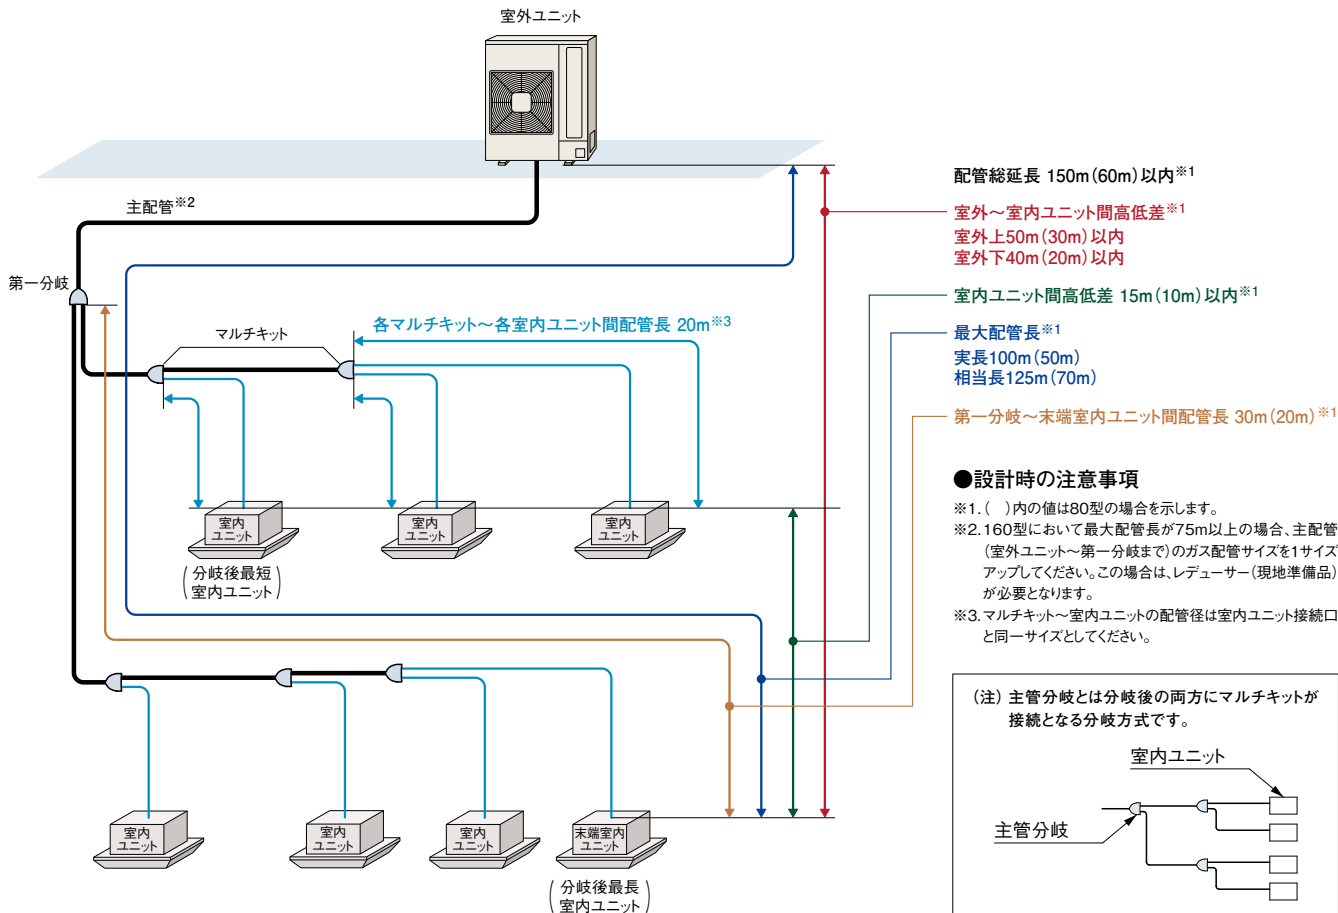 室外ユニット
主配管※2
第一分岐
マルチキット
各マルチキット～各室内ユニット間配管長 20m※3
室内
ユニット
(分岐後最短
室内ユニット)
室内
ユニット
室内
ユニット
室内
ユニット
室内
ユニット
室内
ユニット
末端室内
ユニット
(分岐後最長
室内ユニット)
配管総延長 150m(60m)以内※1
室外～室内ユニット間高低差※1
室外上50m(30m)以内
室外下40m(20m)以内
室内ユニット間高低差 15m(10m)以内※1
最大配管長※1
実長100m(50m)
相当長125m(70m)
第一分岐～末端室内ユニット間配管長 30m(20m)※1
●設計時の注意事項
※1.(　)内の値は80型の場合を示します。
※2.160型において最大配管長が75m以上の場合、主配管
(室外ユニット～第一分岐まで)のガス配管サイズを1サイズ
アップしてください。この場合は、レデューサー(現地準備品)
が必要となります。
※3.マルチキット～室内ユニットの配管径は室内ユニット接続口
と同一サイズとしてください。
(注) 主管分岐とは分岐後の両方にマルチキットが
接続となる分岐方式です。
室内ユニット
主管分岐